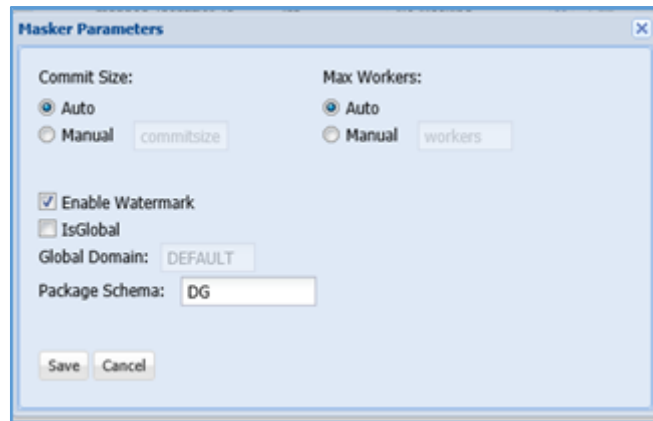 Masker Parameters
Commit Size: Max Workers:
Auto Auto
Manual commitsize Manual workers
Enable Watermark
IsGlobal
Global Domain: DEFAULT
Package Schema: DG
Save Cancel